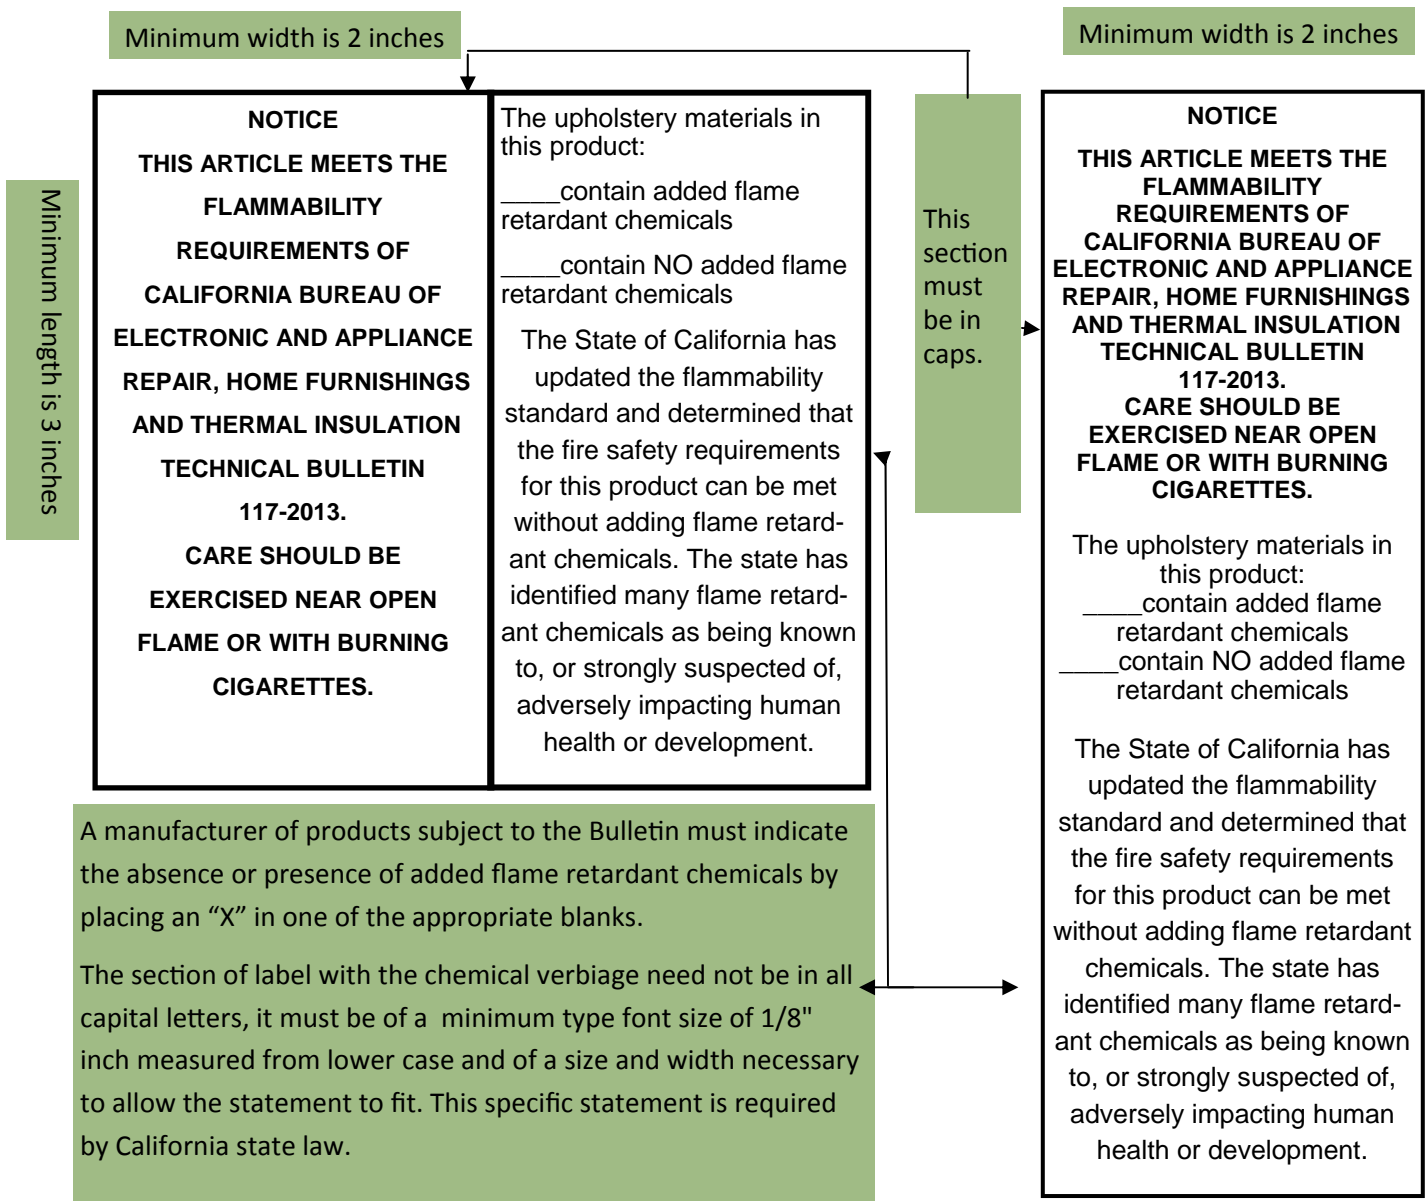 Minimum width is 2 inches
Minimum width is 2 inches
Minimum length is 3 inches
NOTICE
THIS ARTICLE MEETS THE
FLAMMABILITY
REQUIREMENTS OF
CALIFORNIA BUREAU OF
ELECTRONIC AND APPLIANCE
REPAIR, HOME FURNISHINGS
AND THERMAL INSULATION
TECHNICAL BULLETIN
117-2013.
CARE SHOULD BE
EXERCISED NEAR OPEN
FLAME OR WITH BURNING
CIGARETTES.
The upholstery materials in
this product:
____contain added flame
retardant chemicals
____contain NO added flame
retardant chemicals
The State of California has
updated the flammability
standard and determined that
the fire safety requirements
for this product can be met
without adding flame retard-
ant chemicals. The state has
identified many flame retard-
ant chemicals as being known
to, or strongly suspected of,
adversely impacting human
health or development.
This
section
must
be in
caps.
NOTICE
THIS ARTICLE MEETS THE
FLAMMABILITY
REQUIREMENTS OF
CALIFORNIA BUREAU OF
ELECTRONIC AND APPLIANCE
REPAIR, HOME FURNISHINGS
AND THERMAL INSULATION
TECHNICAL BULLETIN
117-2013.
CARE SHOULD BE
EXERCISED NEAR OPEN
FLAME OR WITH BURNING
CIGARETTES.
The upholstery materials in
this product:
____contain added flame
retardant chemicals
____contain NO added flame
retardant chemicals
The State of California has
updated the flammability
standard and determined that
the fire safety requirements
for this product can be met
without adding flame retardant
chemicals. The state has
identified many flame retard-
ant chemicals as being known
to, or strongly suspected of,
adversely impacting human
health or development.
A manufacturer of products subject to the Bulletin must indicate
the absence or presence of added flame retardant chemicals by
placing an “X” in one of the appropriate blanks.
The section of label with the chemical verbiage need not be in all
capital letters, it must be of a minimum type font size of 1/8"
inch measured from lower case and of a size and width necessary
to allow the statement to fit. This specific statement is required
by California state law.